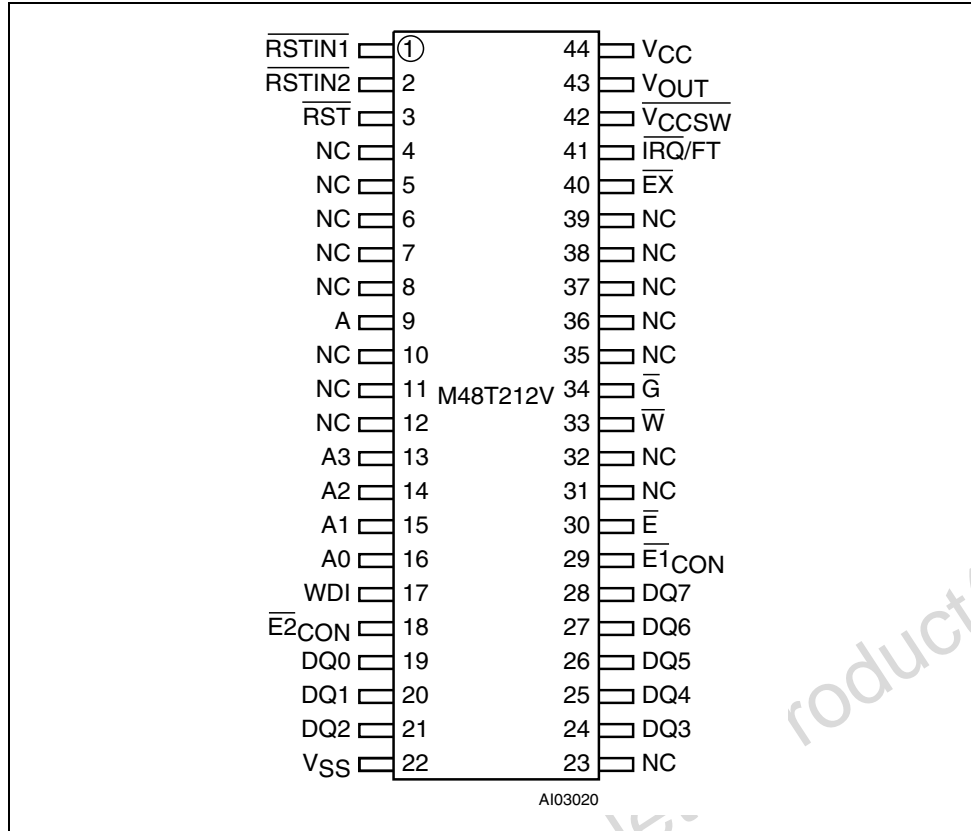 RSTIN1 1 44 VCC
RSTIN2 2 43 VOUT
RST 3 42 VCCSW
NC 4 41 IRQ/FT
NC 5 40 EX
NC 6 39 NC
NC 7 38 NC
NC 8 37 NC
A 9 36 NC
NC 10 35 NC
NC 11 M48T212V 34 G
NC 12 33 W
A3 13 32 NC
A2 14 31 NC
A1 15 30 E
A0 16 29 E1CON
WDI 17 28 DQ7
E2CON 18 27 DQ6
DQ0 19 26 DQ5
DQ1 20 25 DQ4
DQ2 21 24 DQ3
VSS 22 23 NC
AI03020